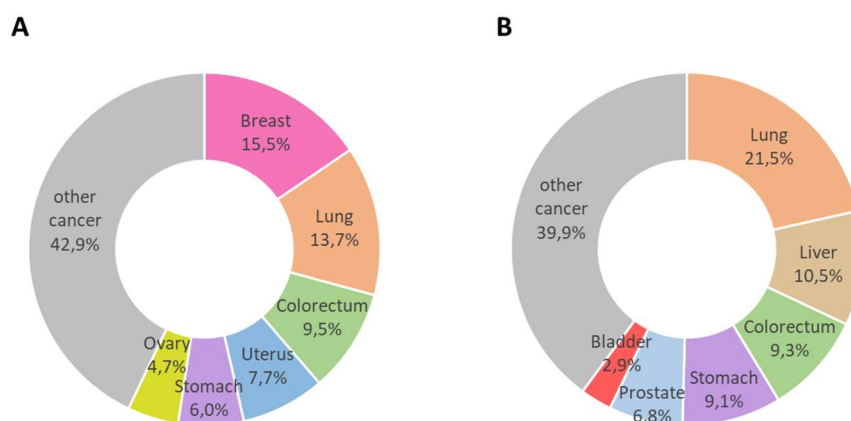 A
Breast
15,5%
Lung
13,7%
Colorectum
9,5%
Uterus
7,7%
Stomach
6,0%
Ovary
4,7%
other
cancer
42,9%
B
Lung
21,5%
Liver
10,5%
Colorectum
9,3%
Stomach
9,1%
Prostate
6,8%
Bladder
2,9%
other
cancer
39,9%